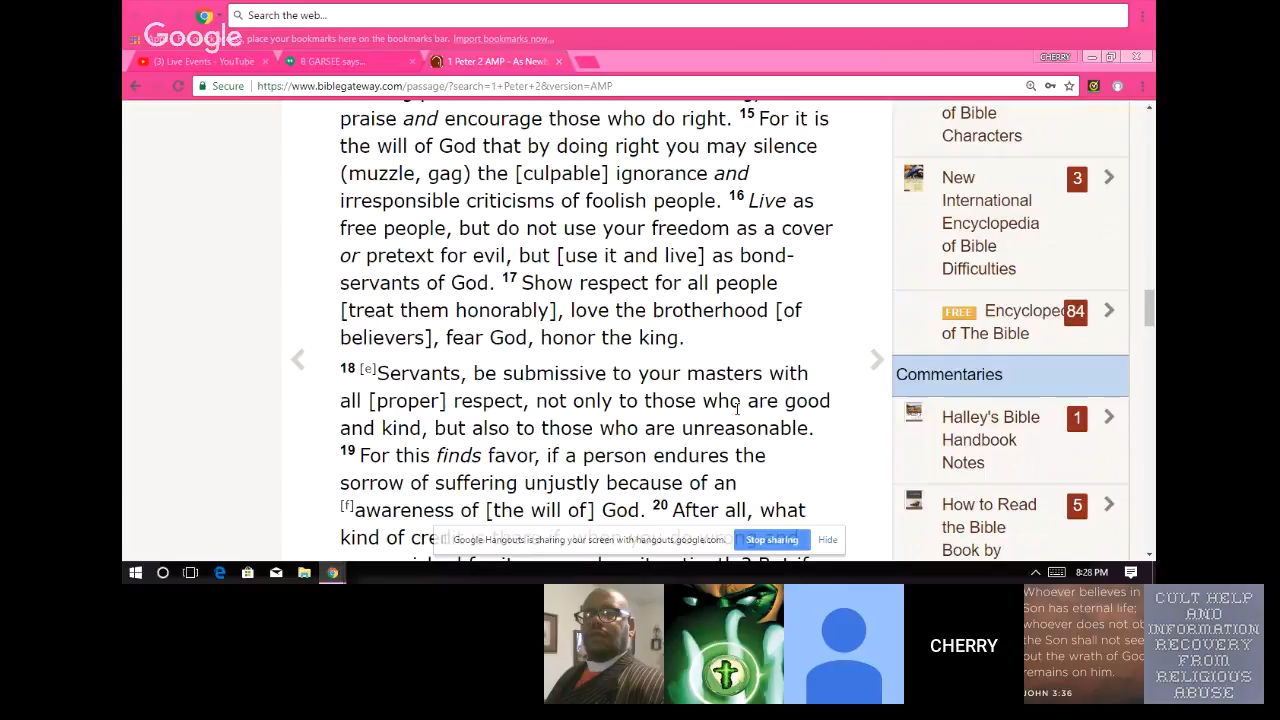 Search the web...
Google
place your bookmarks here on the bookmarks bar. Import bookmarks now...
(3) Live Events - YouTube
8 GARSEE says...
1 Peter 2 AMP - As Newb
CHERRY
Secure
https://www.biblegateway.com/passage/?search=1+Peter+2&version=AMP
praise and encourage those who do right. 15 For it is
the will of God that by doing right you may silence
(muzzle, gag) the [culpable] ignorance and
irresponsible criticisms of foolish people. 16 Live as
free people, but do not use your freedom as a cover
or pretext for evil, but [use it and live] as bond-
servants of God. 17 Show respect for all people
[treat them honorably], love the brotherhood [of
believers], fear God, honor the king.
18 [e]Servants, be submissive to your masters with
all [proper] respect, not only to those who are good
and kind, but also to those who are unreasonable.
19 For this finds favor, if a person endures the
sorrow of suffering unjustly because of an
[f]awareness of [the will of] God. 20 After all, what
kind of
of Bible
Characters
New
International
Encyclopedia
of Bible
Difficulties
3
FREE Encycloped
of The Bible
84
Commentaries
Halley's Bible
Handbook
Notes
1
How to Read
the Bible
Book by
5
Google Hangouts is sharing your screen with hangouts.google.com.
Stop sharing
Hide
8:28 PM
CHERRY
Whoever believes in
Son has eternal life;
whoever does not ob
the Son shall not see
but the wrath of God
remains on him.
JOHN 3:36
CULT HELP
AND
INFORMATION
RECOVERY
FROM
RELIGIOUS
ABUSE